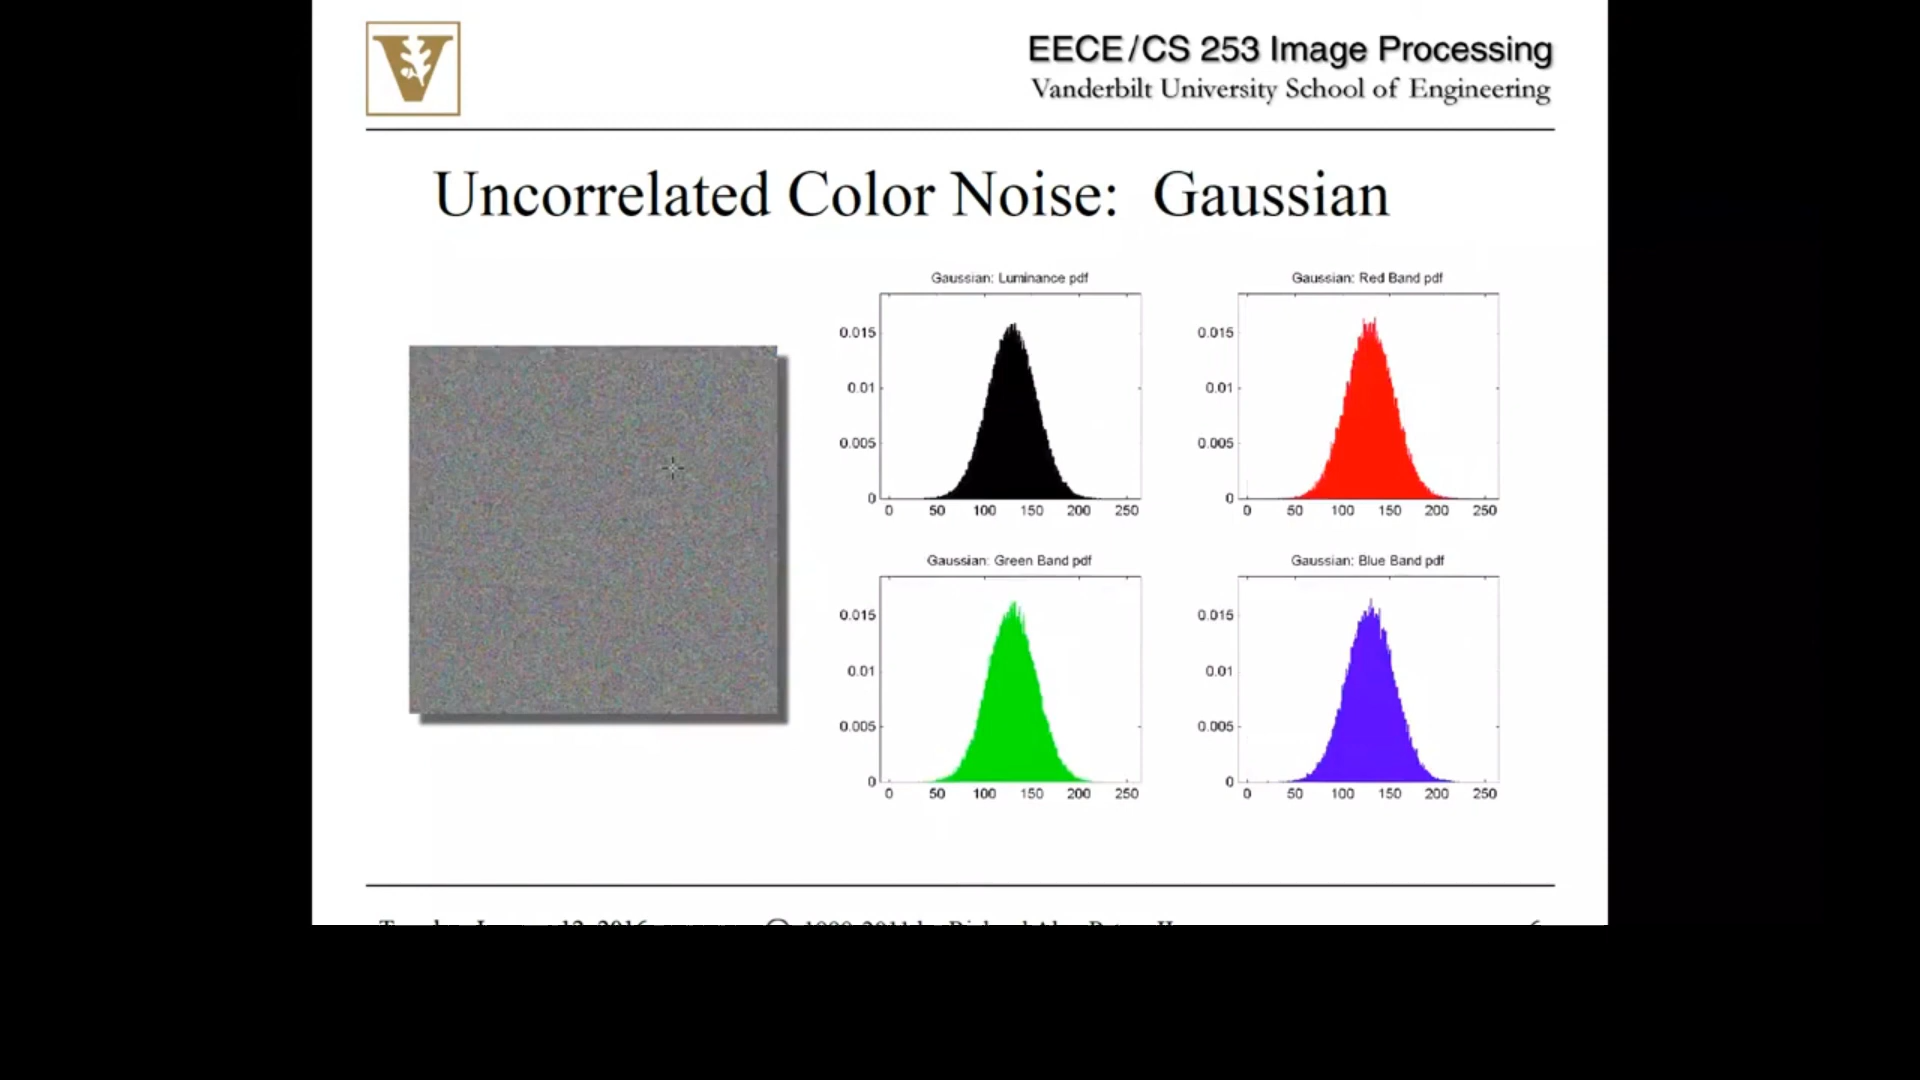 EECE/CS 253 Image Processing
Vanderbilt University School of Engineering
Uncorrelated Color Noise: Gaussian
Gaussian: Luminance pdf
0.015
0.01
0.005
0
0 50 100 150 200 250
Gaussian: Red Band pdf
0.015
0.01
0.005
0
0 50 100 150 200 250
Gaussian: Green Band pdf
0.015
0.01
0.005
0
0 50 100 150 200 250
Gaussian: Blue Band pdf
0.015
0.01
0.005
0
0 50 100 150 200 250